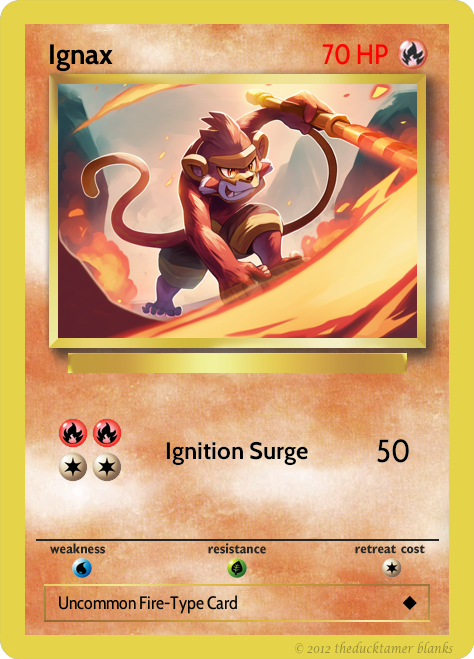 Ignax 70 HP
Ignition Surge 50
weakness resistance retreat cost
Uncommon Fire-Type Card
© 2012 theducktamer blanks